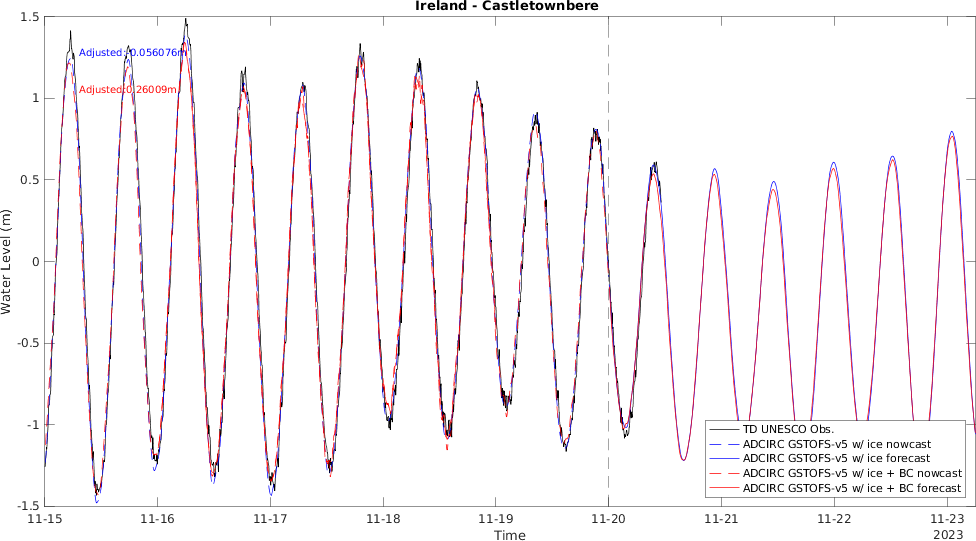 Ireland - Castletownbere
1.5
1
0.5
0
-0.5
-1
-1.5
Water Level (m)
Adjusted:-0.056076m
Adjusted:0.26009m
TD UNESCO Obs.
ADCIRC GSTOFS-v5 w/ ice nowcast
ADCIRC GSTOFS-v5 w/ ice forecast
ADCIRC GSTOFS-v5 w/ ice + BC nowcast
ADCIRC GSTOFS-v5 w/ ice + BC forecast
11-15 11-16 11-17 11-18 11-19 11-20 11-21 11-22 11-23
Time
2023